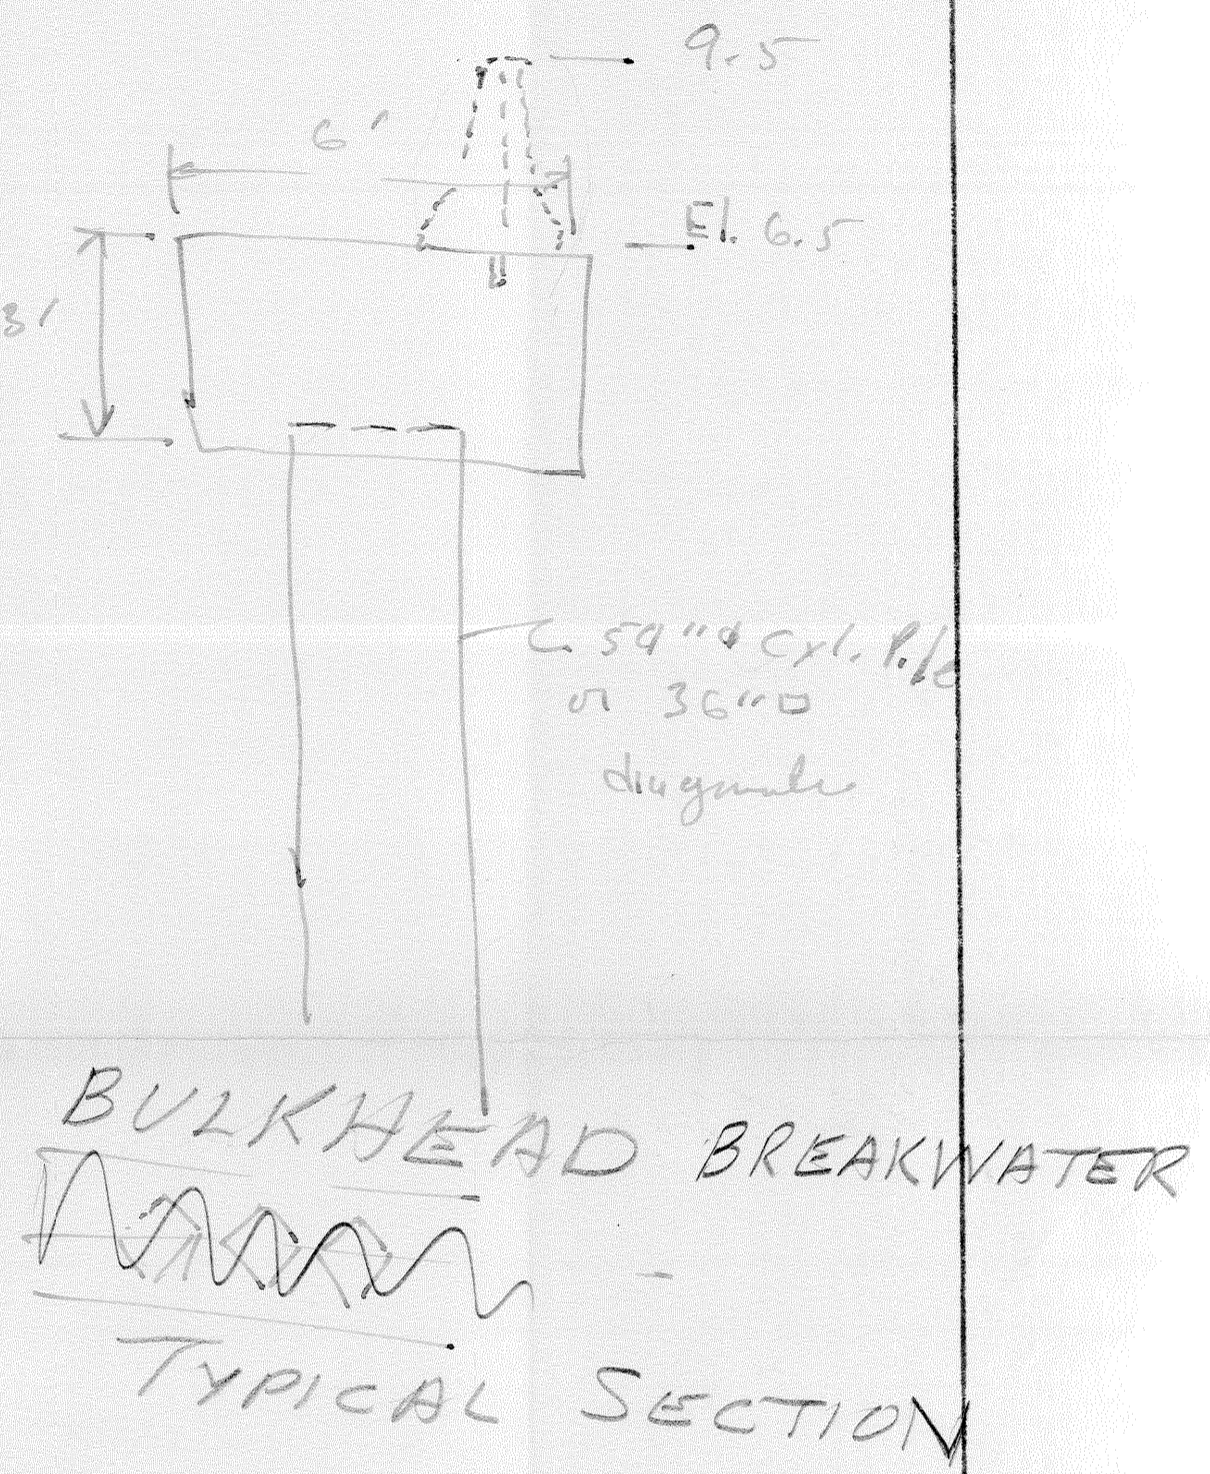 9.5
6'
El. 6.5
3'
54"φ Cyl. Pile
or 36"□
BULKHEAD BREAKWATER
TYPICAL SECTION